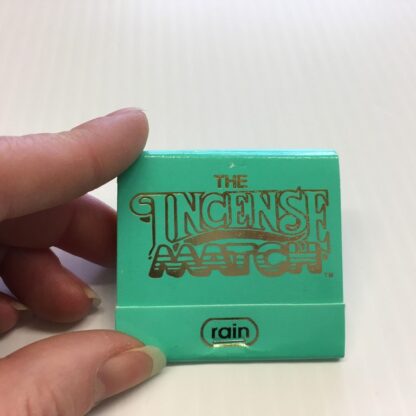 THE
INCENSE
MATCH ™
rain